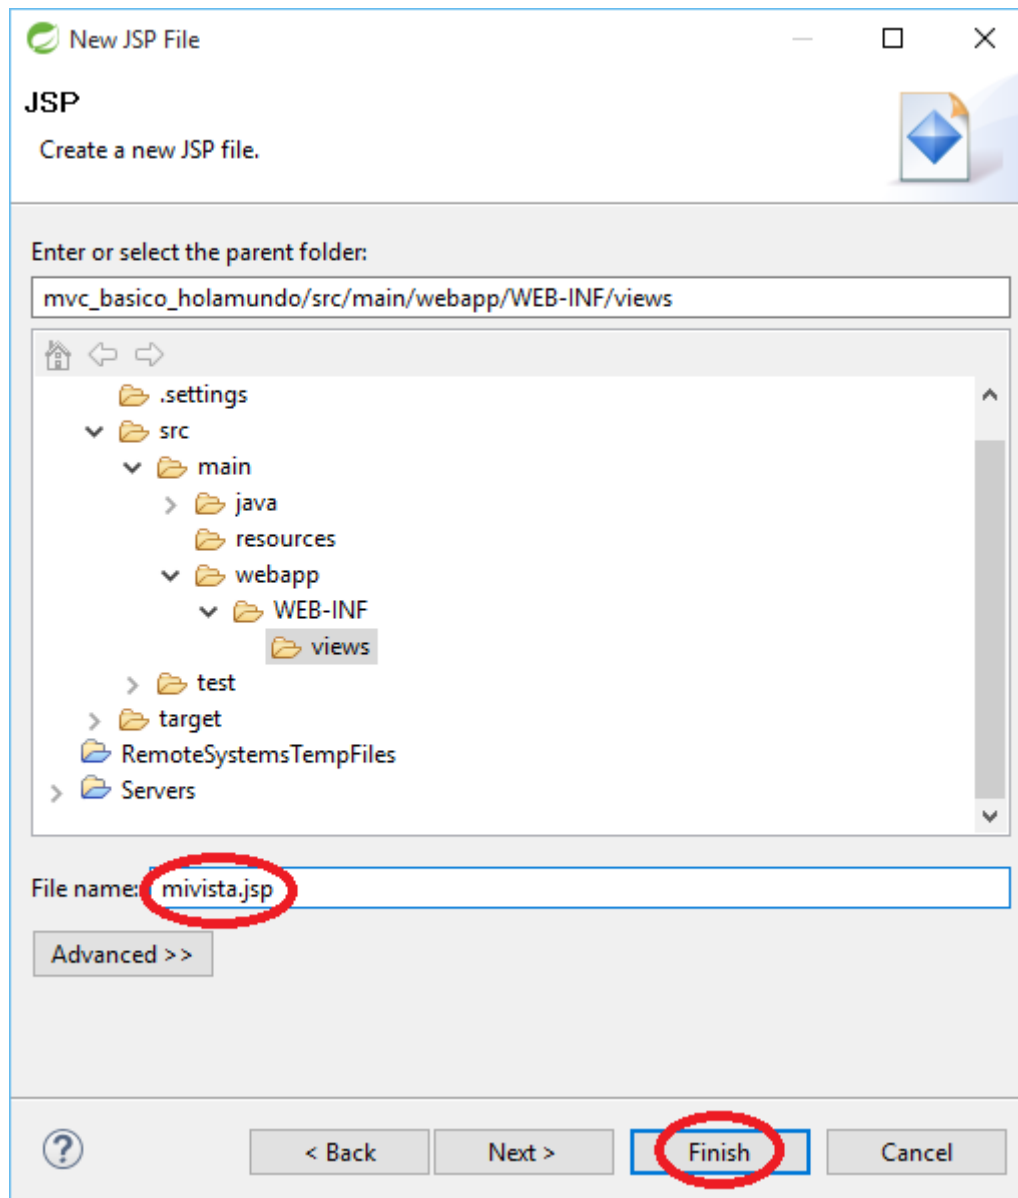 New JSP File
JSP
Create a new JSP file.
Enter or select the parent folder:
mvc_basico_holamundo/src/main/webapp/WEB-INF/views
.settings
src
main
java
resources
webapp
WEB-INF
views
test
target
RemoteSystemsTempFiles
Servers
File name: mivista.jsp
Advanced >>
? < Back Next > Finish Cancel